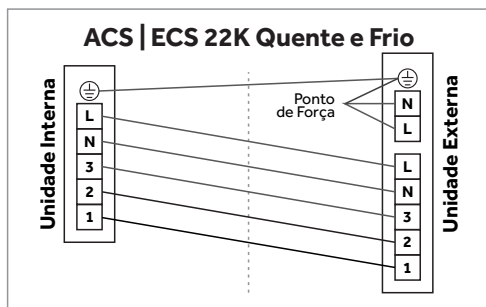 ACS | ECS 22K Quente e Frio
Unidade Interna
L
N
3
2
1
Ponto
de Força
N
L
L
N
3
2
1
Unidade Externa